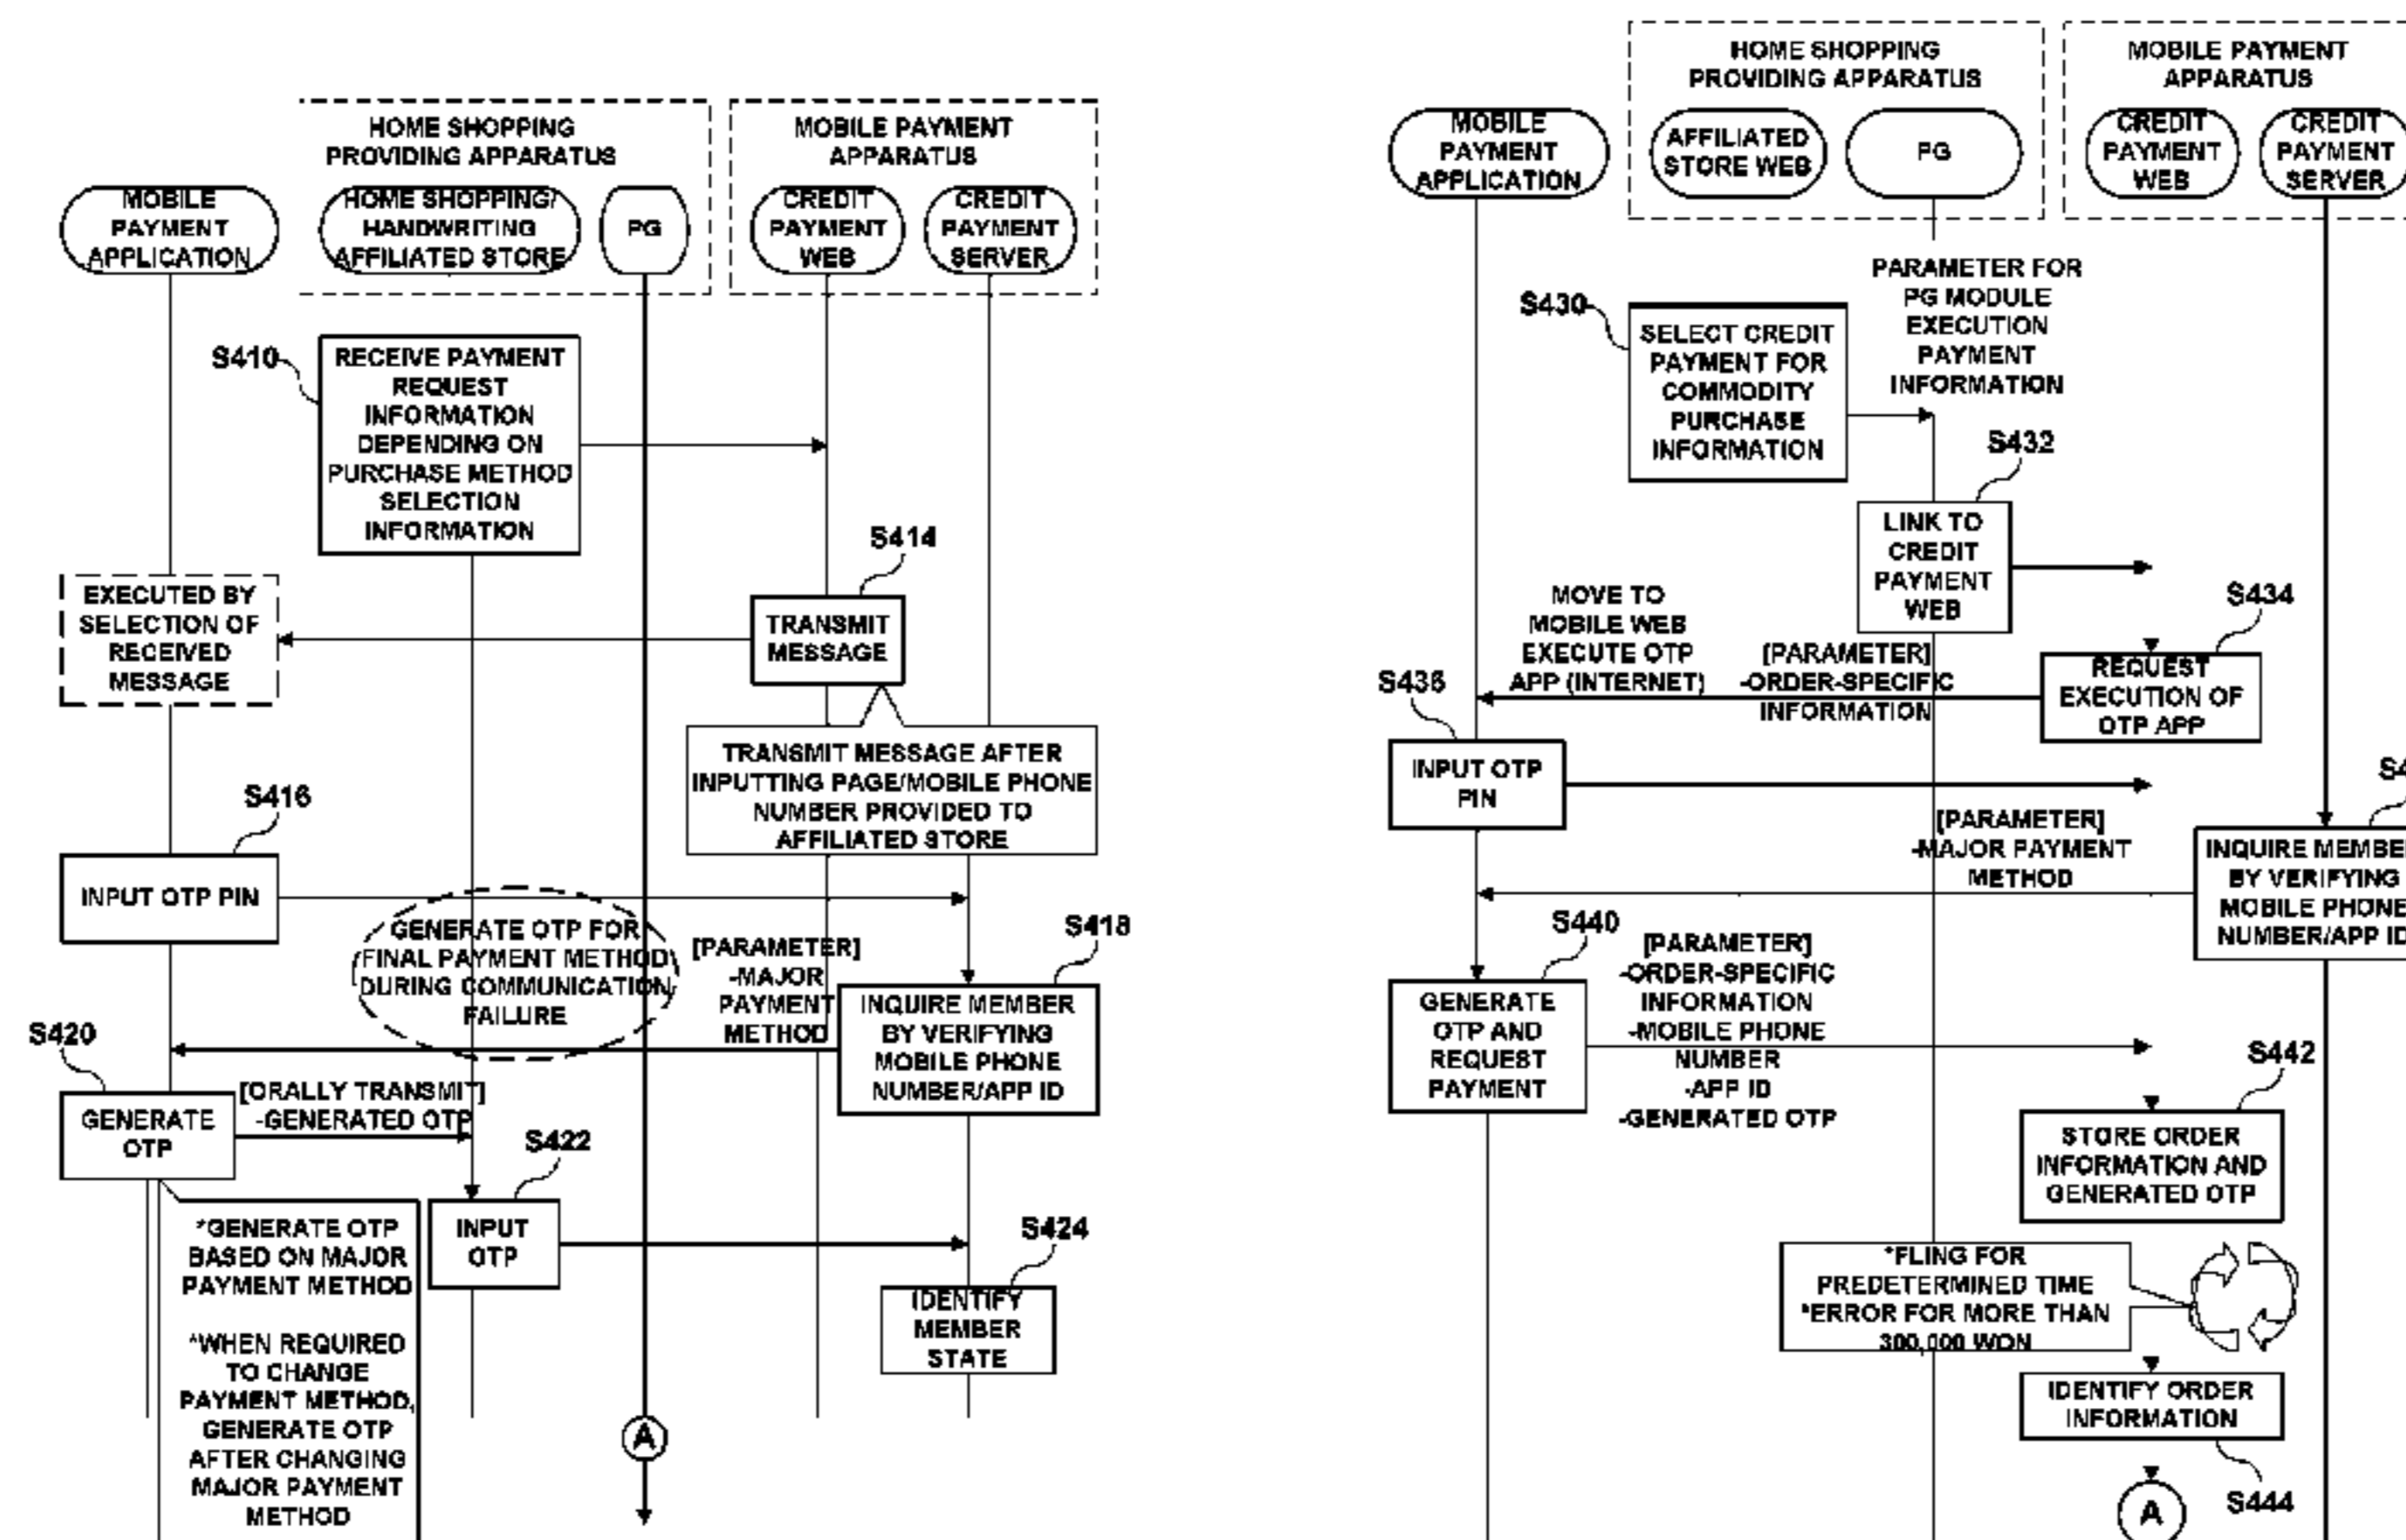 HOME SHOPPING
PROVIDING APPARATUS
MOBILE PAYMENT
APPARATUS
MOBILE
PAYMENT
APPLICATION
HOME SHOPPING/
HANDWRITING
AFFILIATED STORE
PG
CREDIT
PAYMENT
WEB
CREDIT
PAYMENT
SERVER
S410
RECEIVE PAYMENT
REQUEST
INFORMATION
DEPENDING ON
PURCHASE METHOD
SELECTION
INFORMATION
S414
TRANSMIT
MESSAGE
EXECUTED BY
SELECTION OF
RECEIVED
MESSAGE
TRANSMIT MESSAGE AFTER
INPUTTING PAGE/MOBILE PHONE
NUMBER PROVIDED TO
AFFILIATED STORE
S416
INPUT OTP PIN
GENERATE OTP FOR
FINAL PAYMENT METHOD
DURING COMMUNICATION
FAILURE
[PARAMETER]
-MAJOR
PAYMENT
METHOD
S418
INQUIRE MEMBER
BY VERIFYING
MOBILE PHONE
NUMBER/APP ID
S420
GENERATE
OTP
[ORALLY TRANSMIT]
-GENERATED OTP
S422
INPUT
OTP
S424
IDENTIFY
MEMBER
STATE
*GENERATE OTP
BASED ON MAJOR
PAYMENT METHOD
*WHEN REQUIRED
TO CHANGE
PAYMENT METHOD,
GENERATE OTP
AFTER CHANGING
MAJOR PAYMENT
METHOD
A
HOME SHOPPING
PROVIDING APPARATUS
MOBILE PAYMENT
APPARATUS
MOBILE
PAYMENT
APPLICATION
AFFILIATED
STORE WEB
PG
CREDIT
PAYMENT
WEB
CREDIT
PAYMENT
SERVER
PARAMETER FOR
PG MODULE
EXECUTION
PAYMENT
INFORMATION
S430
SELECT CREDIT
PAYMENT FOR
COMMODITY
PURCHASE
INFORMATION
S432
LINK TO
CREDIT
PAYMENT
WEB
S434
REQUEST
EXECUTION OF
OTP APP
MOVE TO
MOBILE WEB
EXECUTE OTP
APP (INTERNET)
[PARAMETER]
-ORDER-SPECIFIC
INFORMATION
S436
INPUT OTP
PIN
S4
[PARAMETER]
-MAJOR PAYMENT
METHOD
INQUIRE MEMBE
BY VERIFYING
MOBILE PHONE
NUMBER/APP ID
S440
GENERATE
OTP AND
REQUEST
PAYMENT
[PARAMETER]
-ORDER-SPECIFIC
INFORMATION
-MOBILE PHONE
NUMBER
-APP ID
-GENERATED OTP
S442
STORE ORDER
INFORMATION AND
GENERATED OTP
*FLING FOR
PREDETERMINED TIME
*ERROR FOR MORE THAN
300,000 WON
IDENTIFY ORDER
INFORMATION
S444
A